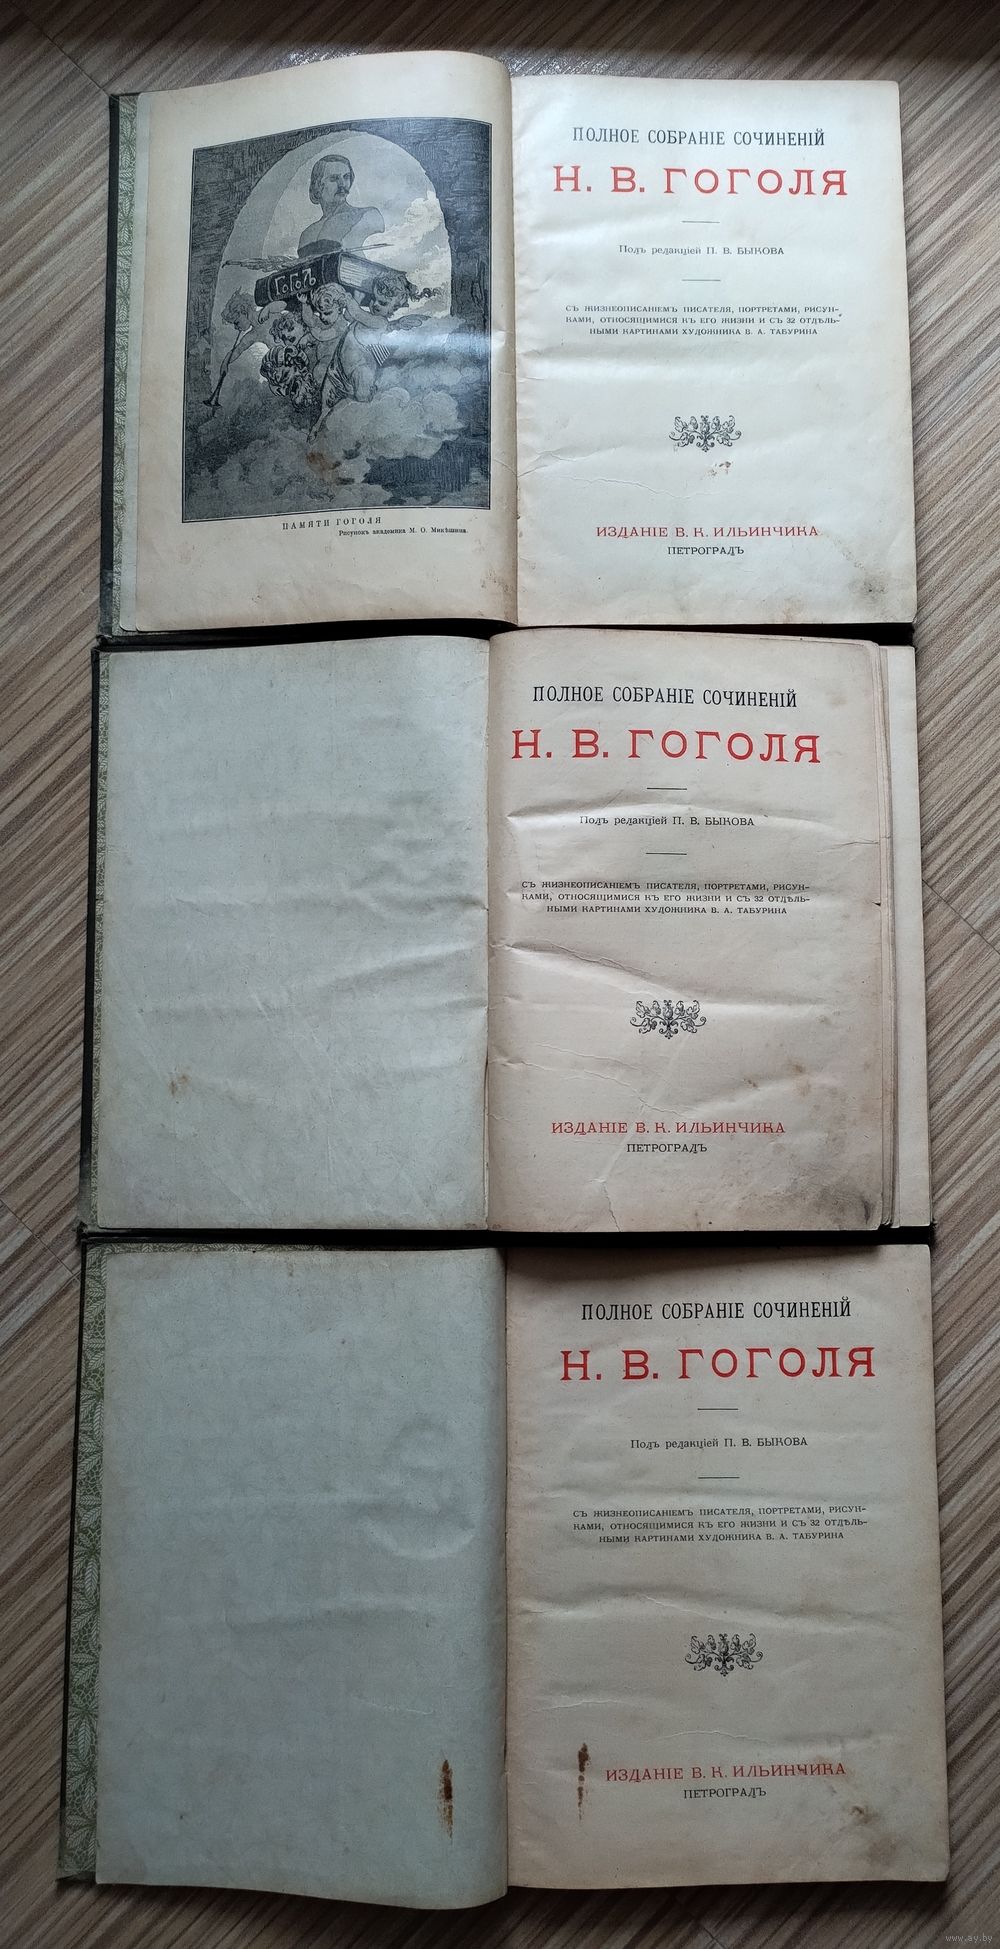 ГОГОЛЬ
ПАМЯТИ ГОГОЛЯ
Рисунокъ академика М. О. Микѣшина.
ПОЛНОЕ СОБРАНІЕ СОЧИНЕНІЙ
Н. В. ГОГОЛЯ
Подъ редакціей П. В. БЫКОВА
СЪ ЖИЗНЕОПИСАНІЕМЪ ПИСАТЕЛЯ, ПОРТРЕТАМИ, РИСУН-
КАМИ, ОТНОСЯЩИМИСЯ КЪ ЕГО ЖИЗНИ И СЪ 32 ОТДѢЛЬ-
НЫМИ КАРТИНАМИ ХУДОЖНИКА В. А. ТАБУРИНА
ИЗДАНІЕ В. К. ИЛЬИНЧИКА
ПЕТРОГРАДЪ
ПОЛНОЕ СОБРАНІЕ СОЧИНЕНІЙ
Н. В. ГОГОЛЯ
Подъ редакціей П. В. БЫКОВА
СЪ ЖИЗНЕОПИСАНІЕМЪ ПИСАТЕЛЯ, ПОРТРЕТАМИ, РИСУН-
КАМИ, ОТНОСЯЩИМИСЯ КЪ ЕГО ЖИЗНИ И СЪ 32 ОТДѢЛЬ-
НЫМИ КАРТИНАМИ ХУДОЖНИКА В. А. ТАБУРИНА
ИЗДАНІЕ В. К. ИЛЬИНЧИКА
ПЕТРОГРАДЪ
ПОЛНОЕ СОБРАНІЕ СОЧИНЕНІЙ
Н. В. ГОГОЛЯ
Подъ редакціей П. В. БЫКОВА
СЪ ЖИЗНЕОПИСАНІЕМЪ ПИСАТЕЛЯ, ПОРТРЕТАМИ, РИСУН-
КАМИ, ОТНОСЯЩИМИСЯ КЪ ЕГО ЖИЗНИ И СЪ 32 ОТДѢЛЬ-
НЫМИ КАРТИНАМИ ХУДОЖНИКА В. А. ТАБУРИНА
ИЗДАНІЕ В. К. ИЛЬИНЧИКА
ПЕТРОГРАДЪ
www.ay.by